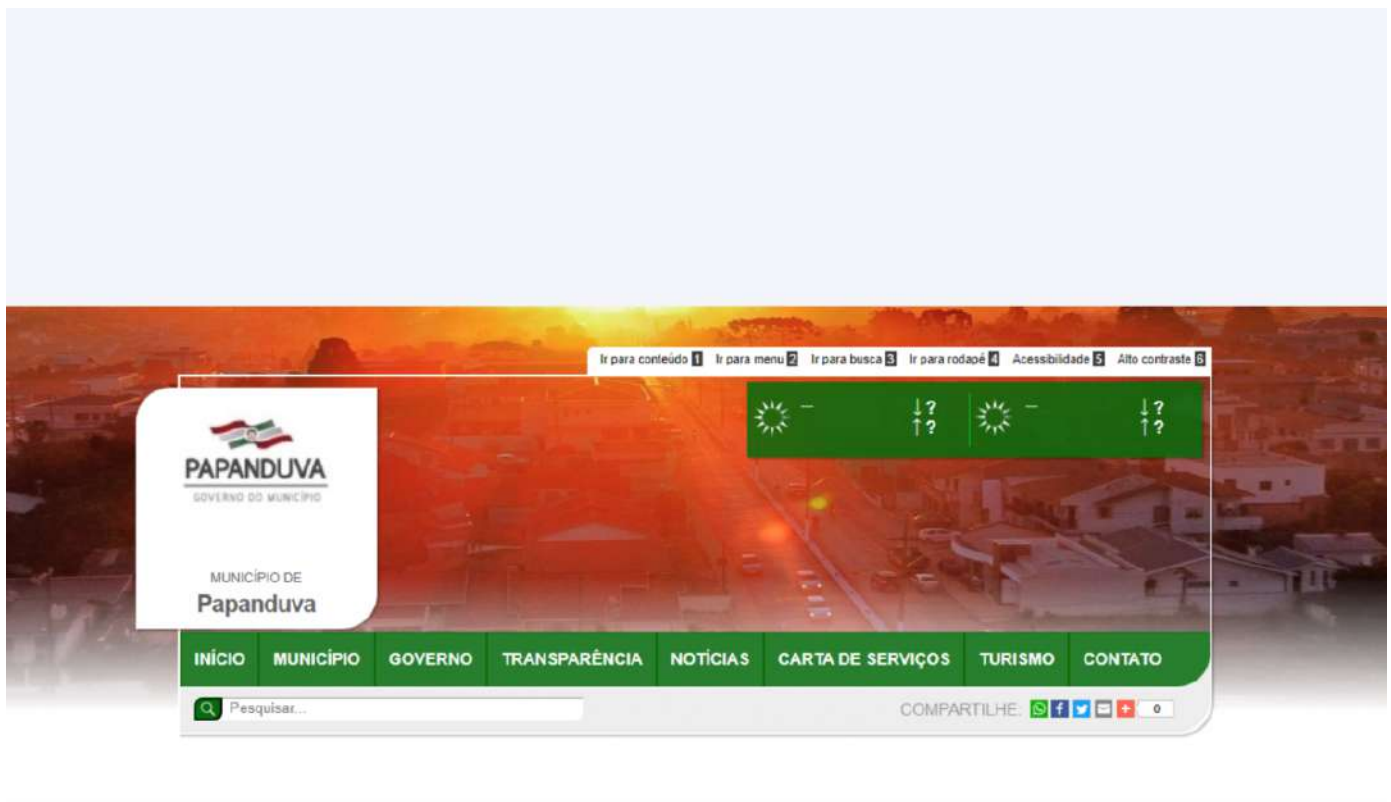 Ir para conteúdo 1 Ir para menu 2 Ir para busca 3 Ir para rodapé 4 Acessibilidade 5 Alto contraste 6
– ↓?
↑?
– ↓?
↑?
PAPANDUVA
GOVERNO DO MUNICÍPIO
MUNICÍPIO DE
Papanduva
INÍCIO MUNICÍPIO GOVERNO TRANSPARÊNCIA NOTÍCIAS CARTA DE SERVIÇOS TURISMO CONTATO
Pesquisar... COMPARTILHE: 0